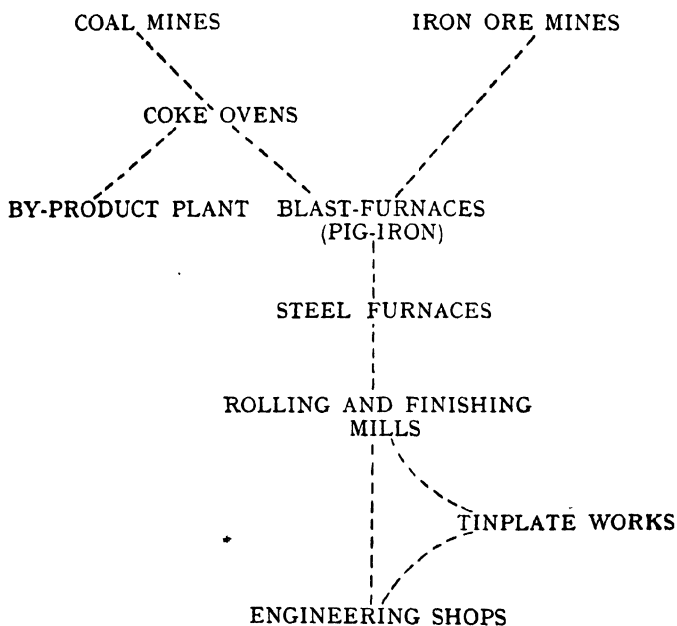 COAL MINES
IRON ORE MINES
COKE OVENS
BY-PRODUCT PLANT
BLAST-FURNACES
(PIG-IRON)
STEEL FURNACES
ROLLING AND FINISHING
MILLS
TINPLATE WORKS
ENGINEERING SHOPS